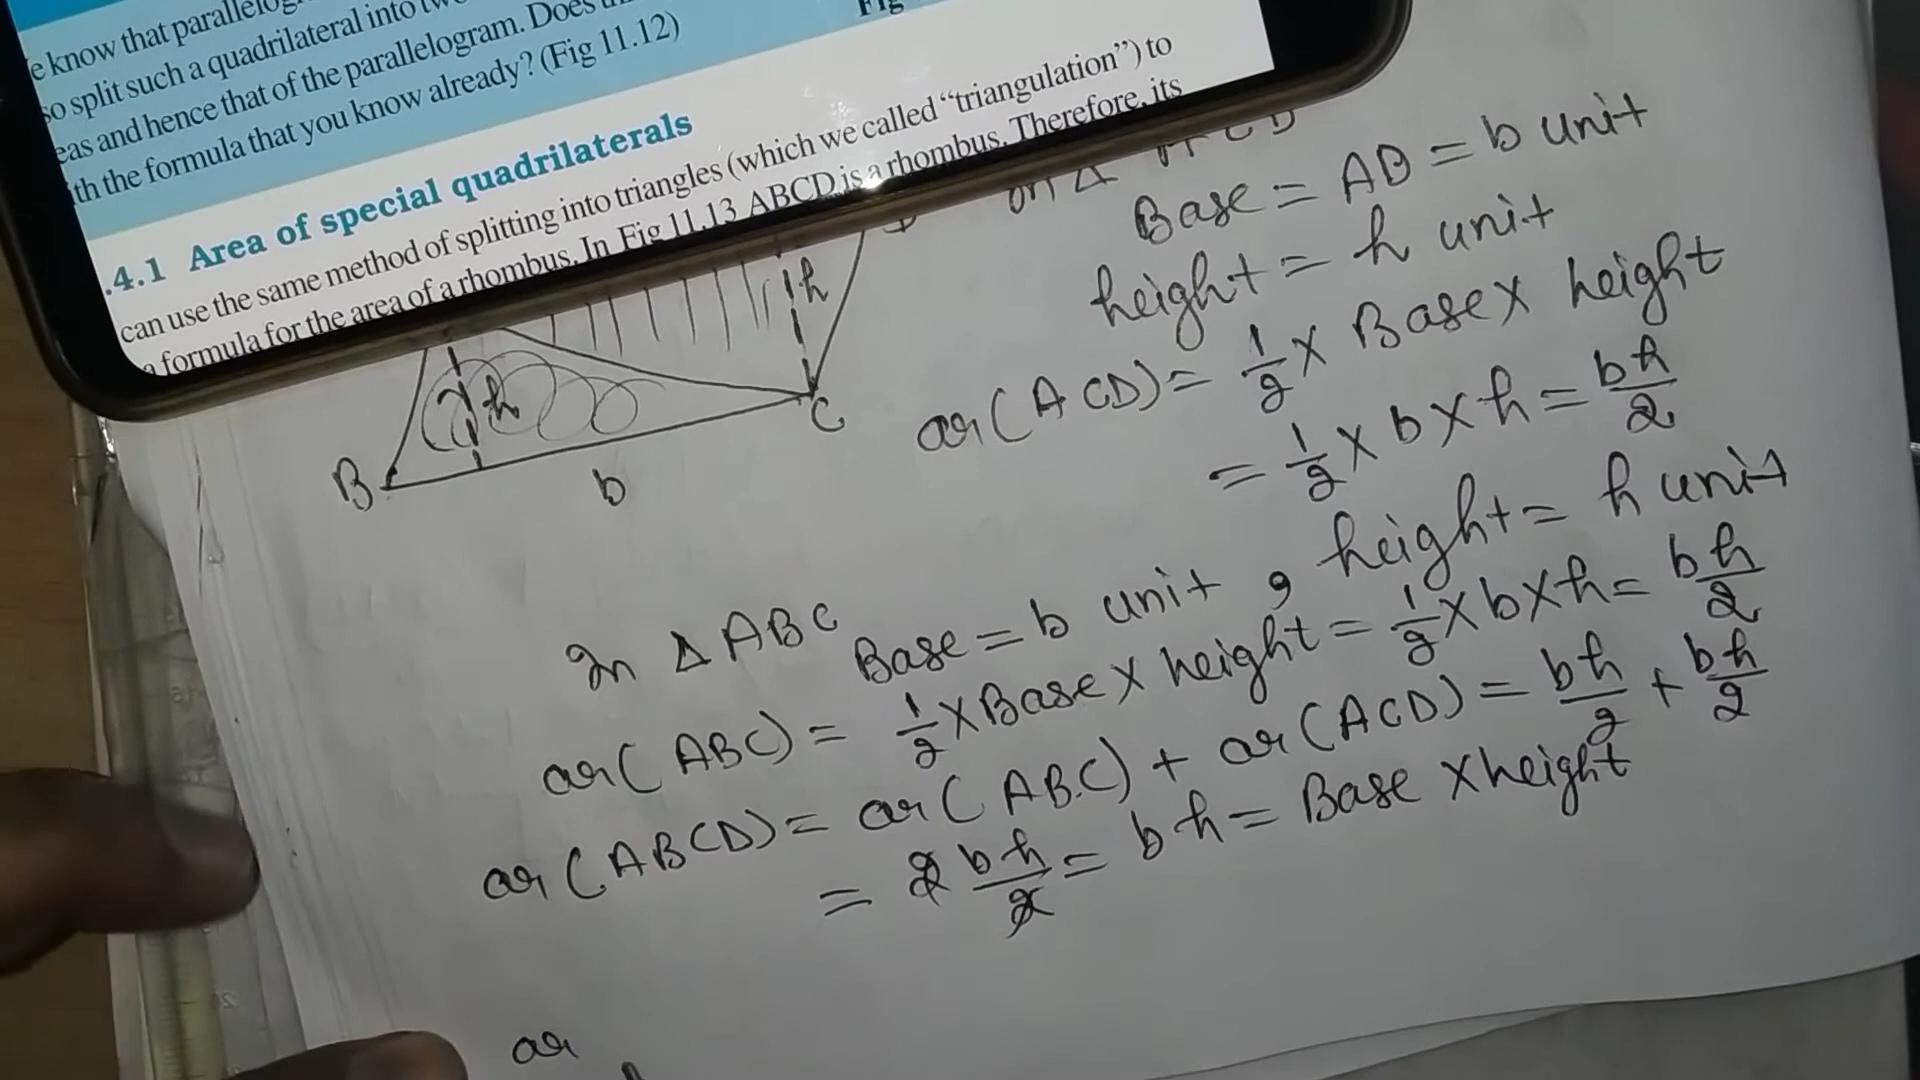 e know that
so split such a quadrilateral into
eas and hence that of the parallelogram. Does
th the formula that you know already? (Fig 11.12)
.4.1 Area of special quadrilaterals
can use the same method of splitting into triangles (which we called “triangulation”) to
formula for the area of a rhombus. In Fig 11.13 ABCD is a rhombus. Therefore, its
Base = AD = b unit
height = h unit
ar(ACD) = 1/2 × Base × height
= 1/2 × b × h = bh/2
h
h
B
C
b
In Δ ABC
Base = b unit, height = h unit
ar(ABC) = 1/2 × Base × height = 1/2 × b × h = bh/2
ar(ABCD) = ar(ABC) + ar(ACD) = bh/2 + bh/2
= 2 bh/2 = bh = Base × height
ar